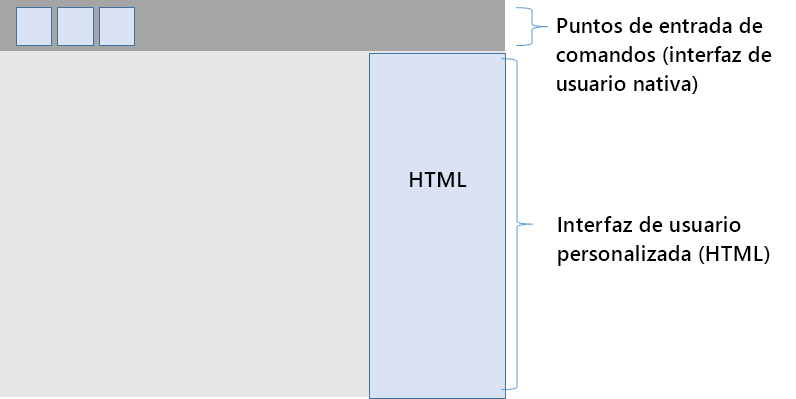 Puntos de entrada de
comandos (interfaz de
usuario nativa)
HTML
Interfaz de usuario
personalizada (HTML)